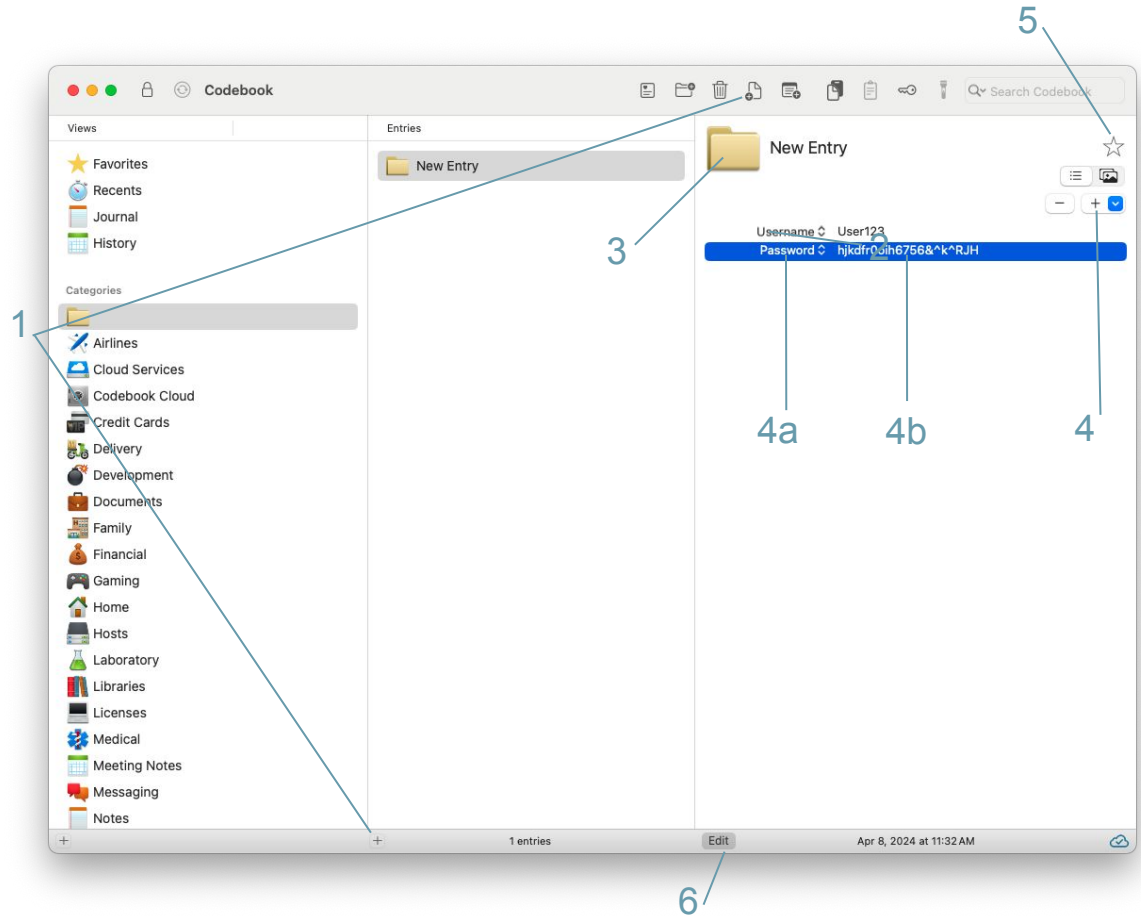 5
Codebook
Search Codebook
Views
Entries
New Entry
Favorites
New Entry
Recents
Journal
History
Username
User123
3
2
Password
Categories
1
Airlines
Cloud Services
Codebook Cloud
Credit Cards
4a
4b
4
Delivery
Development
Documents
Family
Financial
Gaming
Home
Hosts
Laboratory
Libraries
Licenses
Medical
Meeting Notes
Messaging
Notes
1 entries
Edit
Apr 8, 2024 at 11:32 AM
6